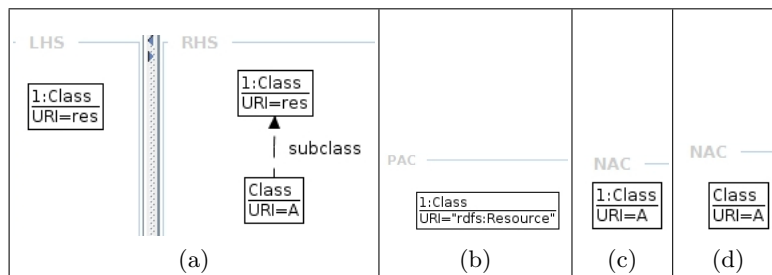 LHS
1:Class
URI=res
RHS
1:Class
URI=res
subclass
Class
URI=A
(a)
PAC
1:Class
URI="rdfs:Resource"
(b)
NAC
1:Class
URI=A
(c)
NAC
Class
URI=A
(d)